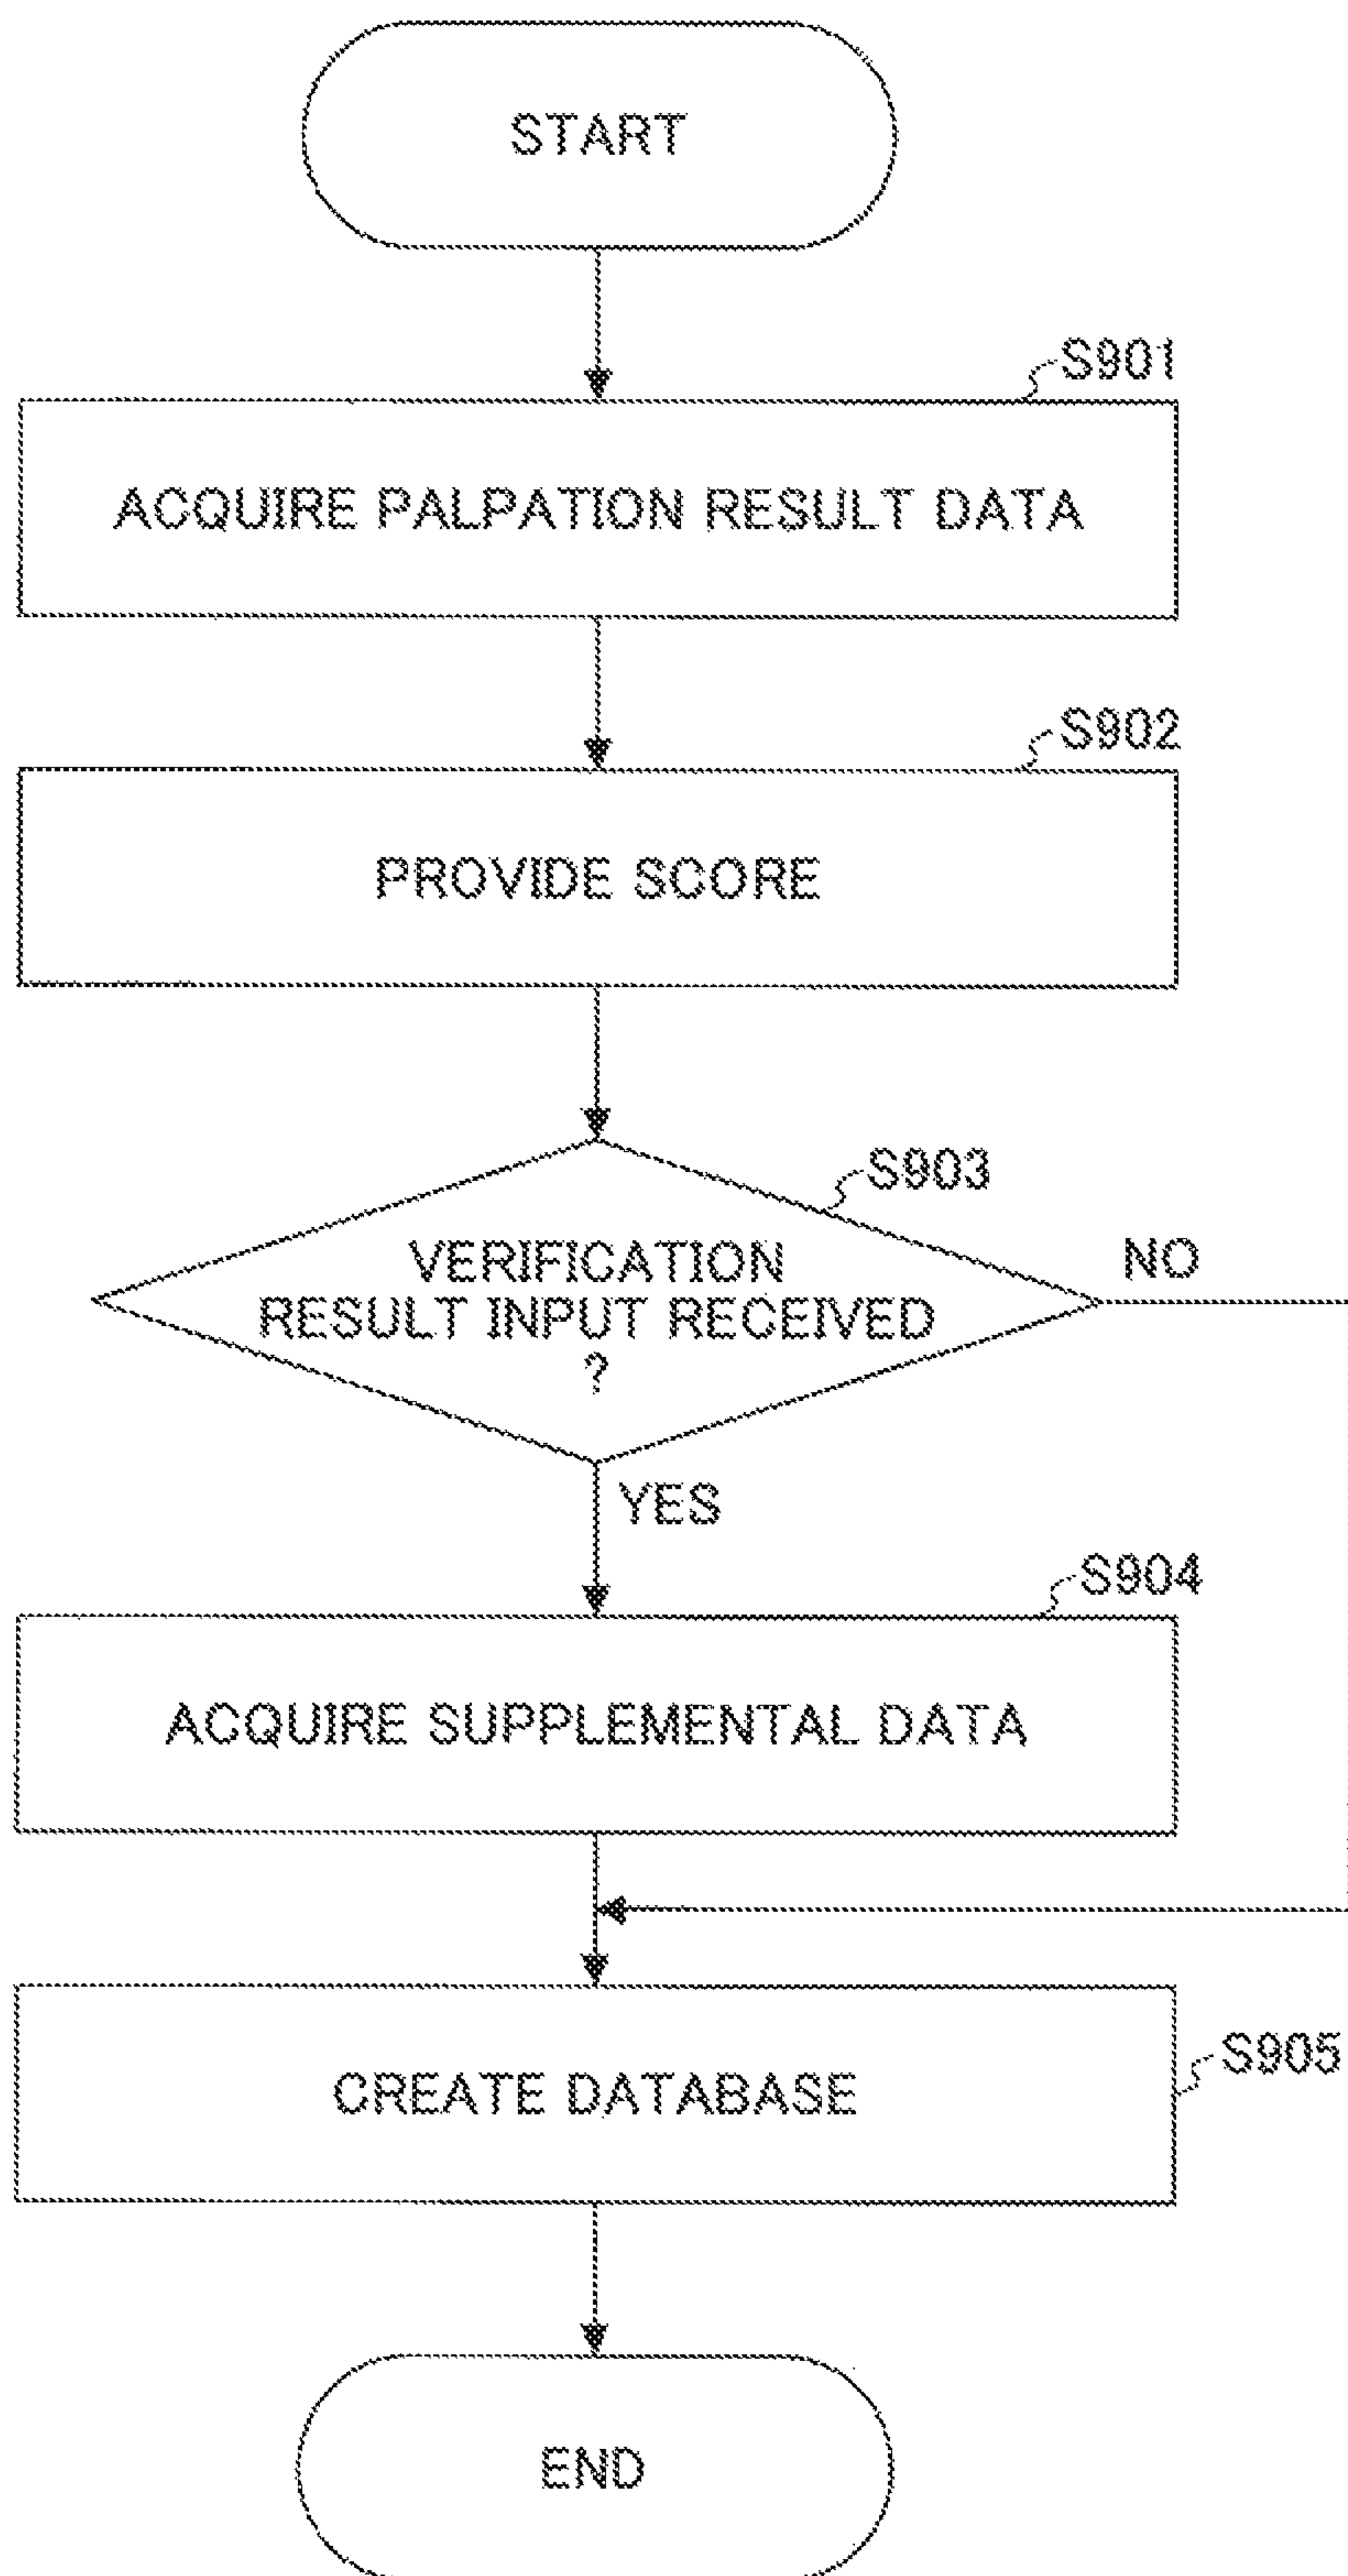 START
S901
ACQUIRE PALPATION RESULT DATA
S902
PROVIDE SCORE
S903
VERIFICATION
RESULT INPUT RECEIVED
?
NO
YES
S904
ACQUIRE SUPPLEMENTAL DATA
S905
CREATE DATABASE
END